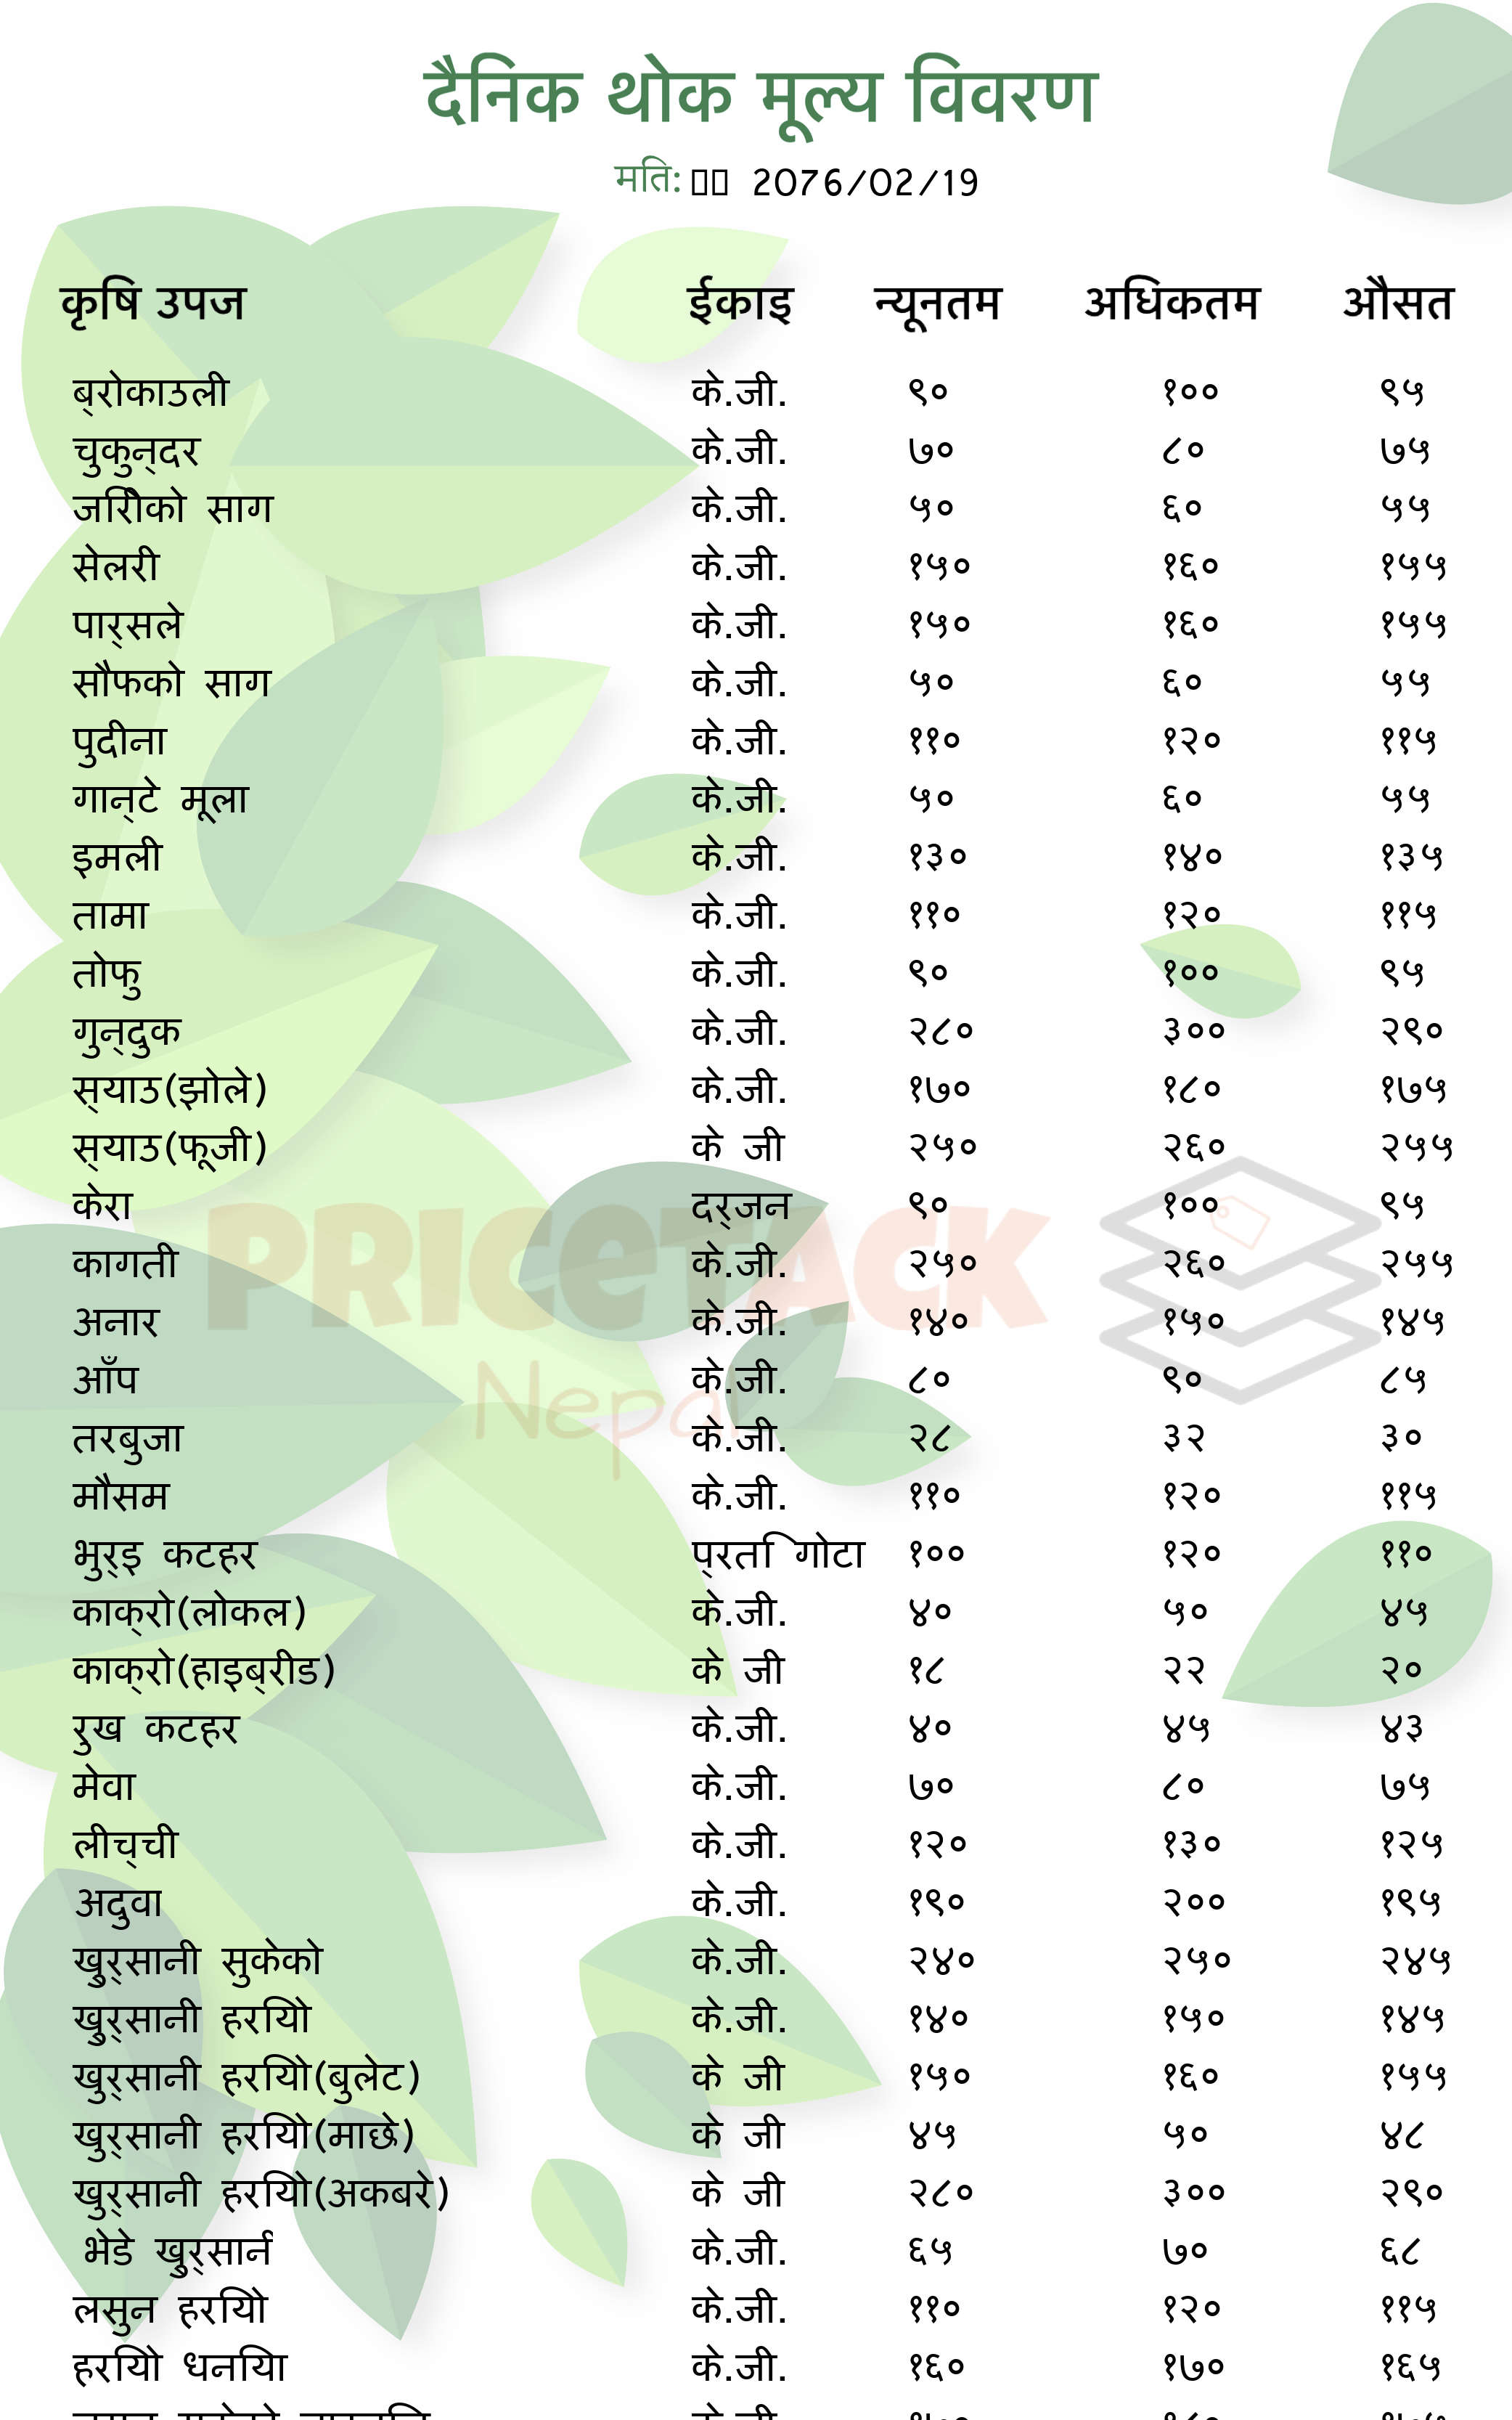 दैनिक थोक मूल्य विवरण
मति: 2076/02/19
कृषि उपज ईकाइ न्यूनतम अधिकतम औसत
ब्रोकाउली के.जी. ९० १०० ९५
चुकुन्दर के.जी. ७० ८० ७५
जरिीको साग के.जी. ५० ६० ५५
सेलरी के.जी. १५० १६० १५५
पार्सले के.जी. १५० १६० १५५
सौफको साग के.जी. ५० ६० ५५
पुदीना के.जी. ११० १२० ११५
गान्टे मूला के.जी. ५० ६० ५५
इमली के.जी. १३० १४० १३५
तामा के.जी. ११० १२० ११५
तोफु के.जी. ९० १०० ९५
गुन्दुक के.जी. २८० ३०० २९०
स्याउ(झोले) के.जी. १७० १८० १७५
स्याउ(फूजी) के जी २५० २६० २५५
केरा दर्जन ९० १०० ९५
PRICETACK
कागती के.जी. २५० २६० २५५
अनार के.जी. १४० १५० १४५
आँप के.जी. ८० ९० ८५
Nepal
तरबुजा के.जी. २८ ३२ ३०
मौसम के.जी. ११० १२० ११५
भुर्इ कटहर प्रति गोटा १०० १२० ११०
काक्रो(लोकल) के.जी. ४० ५० ४५
काक्रो(हाइब्रीड) के जी १८ २२ २०
रुख कटहर के.जी. ४० ४५ ४३
मेवा के.जी. ७० ८० ७५
लीच्ची के.जी. १२० १३० १२५
अदुवा के.जी. १९० २०० १९५
खुर्सानी सुकेको के.जी. २४० २५० २४५
खुर्सानी हरियो के.जी. १४० १५० १४५
खुर्सानी हरियो(बुलेट) के जी १५० १६० १५५
खुर्सानी हरियो(माछे) के जी ४५ ५० ४८
खुर्सानी हरियो(अकबरे) के जी २८० ३०० २९०
भेडे खुर्सान के.जी. ६५ ७० ६८
लसुन हरियो के.जी. ११० १२० ११५
हरियो धनिया के.जी. १६० १७० १६५